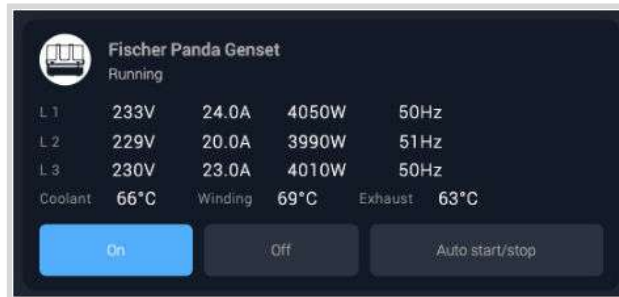 Fischer Panda Genset
Running
L 1 233V 24.0A 4050W 50Hz
L 2 229V 20.0A 3990W 51Hz
L 3 230V 23.0A 4010W 50Hz
Coolant 66°C Winding 69°C Exhaust 63°C
On Off Auto start/stop